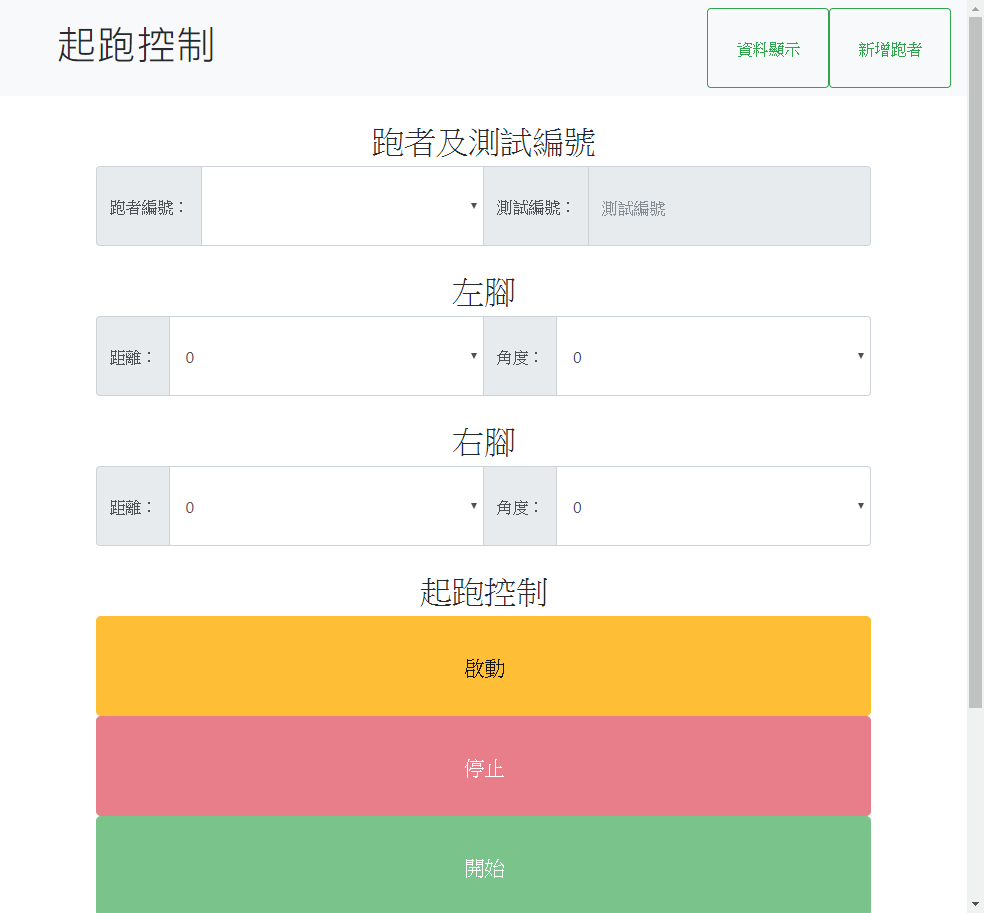 起跑控制
資料顯示 新增跑者
跑者及測試編號
跑者編號： 測試編號： 測試編號
左腳
距離： 0 角度： 0
右腳
距離： 0 角度： 0
起跑控制
啟動
停止
開始